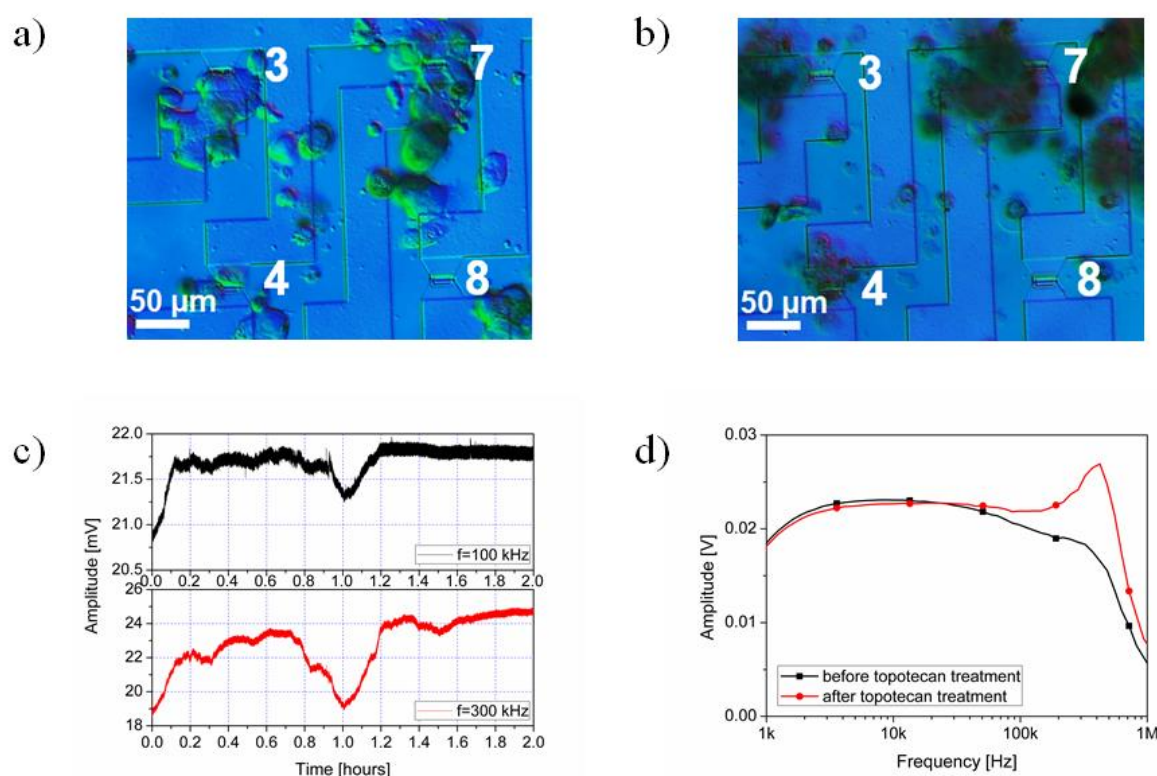 a)
3
7
4
8
50 µm
b)
3
7
4
8
50 µm
c)
22.0
21.5
21.0
20.5
f=100 kHz
0.0 0.2 0.4 0.6 0.8 1.0 1.2 1.4 1.6 1.8 2.0
Amplitude [mV]
26
24
22
20
18
f=300 kHz
0.0 0.2 0.4 0.6 0.8 1.0 1.2 1.4 1.6 1.8 2.0
Time [hours]
d)
0.03
0.02
0.01
0.00
Amplitude [V]
before topotecan treatment
after topotecan treatment
1k 10k 100k 1M
Frequency [Hz]